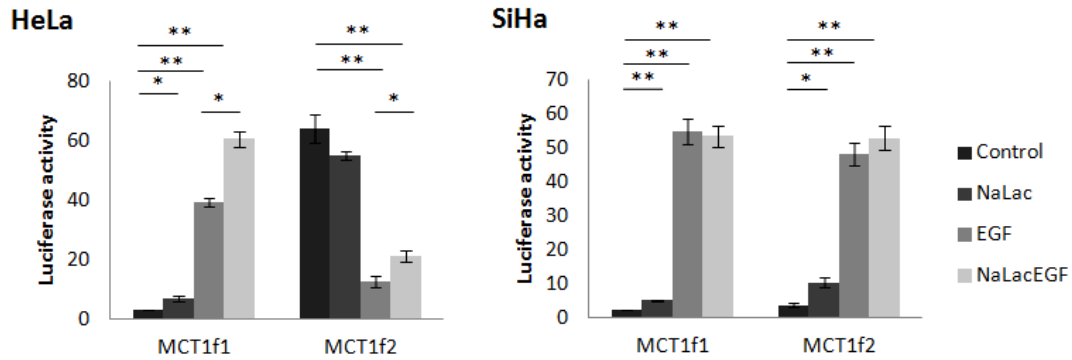 HeLa
**
**
*
*
**
**
*
Luciferase activity
80
60
40
20
0
MCT1f1
MCT1f2
SiHa
**
**
**
**
**
*
Luciferase activity
70
60
50
40
30
20
10
0
MCT1f1
MCT1f2
Control
NaLac
EGF
NaLacEGF